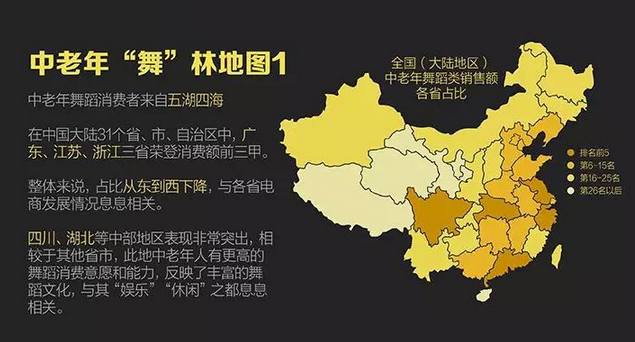 中老年“舞”林地图1
中老年舞蹈消费者来自五湖四海
在中国大陆31个省、市、自治区中，广
东、江苏、浙江三省荣登消费额前三甲。
整体来说，占比从东到西下降，与各省电
商发展情况息息相关。
四川、湖北等中部地区表现非常突出，相
较于其他省市，此地中老年人有更高的
舞蹈消费意愿和能力，反映了丰富的舞
蹈文化，与其“娱乐”“休闲”之都息息
相关。
全国（大陆地区）
中老年舞蹈类销售额
各省占比
排名前5
第6-15名
第16-25名
第26名以后